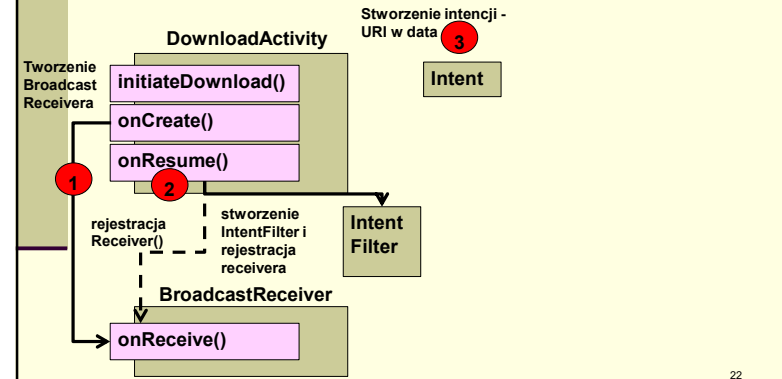 Stworzenie intencji -
URI w data
3
DownloadActivity
Tworzenie
Broadcast
Receivera
initiateDownload()
Intent
onCreate()
onResume()
1
2
rejestracja
Receiver()
stworzenie
IntentFilter i
rejestracja
receivera
Intent
Filter
BroadcastReceiver
onReceive()
22